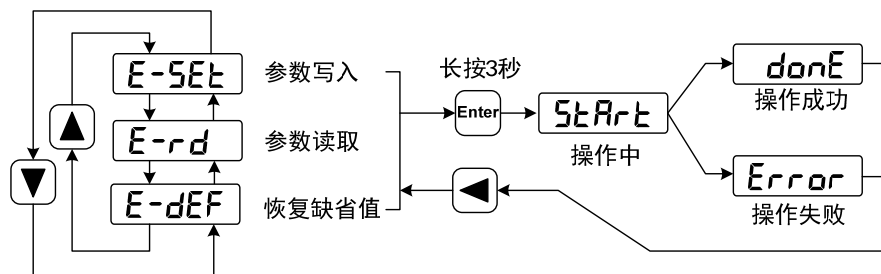 E-SEt
参数写入
E-rd
参数读取
E-dEF
恢复缺省值
长按3秒
Enter
StArt
操作中
donE
操作成功
Error
操作失败